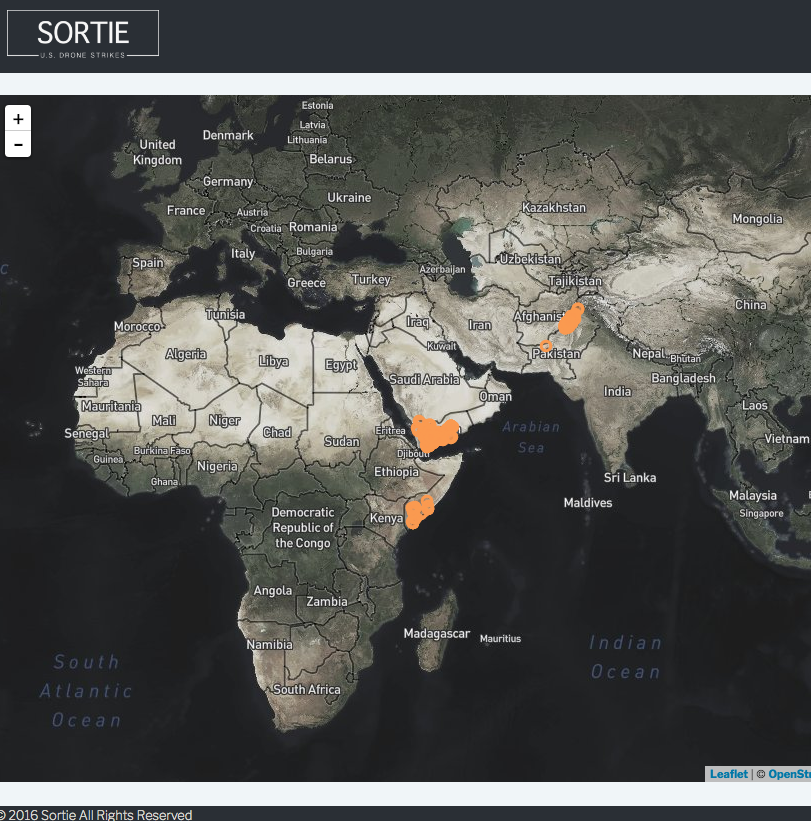 SORTIE
U.S. DRONE STRIKES
+
-
Estonia
Latvia
Lithuania
Denmark
United
Kingdom
Belarus
Germany
Ukraine
France
Austria
Kazakhstan
Croatia
Romania
Mongolia
Italy
Bulgaria
Uzbekistan
Spain
Azerbaijan
Greece
Turkey
Tajikistan
China
Tunisia
Afghanist
Morocco
Iraq
Iran
Kuwait
Algeria
Libya
Egypt
Pakistan
Nepal
Bhutan
Western
Sahara
Saudi Arabia
Bangladesh
India
Oman
Mauritania
Laos
Mali
Niger
Chad
Senegal
Eritrea
Arabian
Sea
Sudan
Vietnam
Burkina Faso
Djibouti
Guinea
Nigeria
Ethiopia
Ghana
Sri Lanka
Malaysia
Maldives
Singapore
Democratic
Republic of
the Congo
Kenya
Angola
Zambia
Madagascar
Mauritius
Namibia
Indian
Ocean
South
Atlantic
Ocean
South Africa
Leaflet | © OpenStr
© 2016 Sortie All Rights Reserved